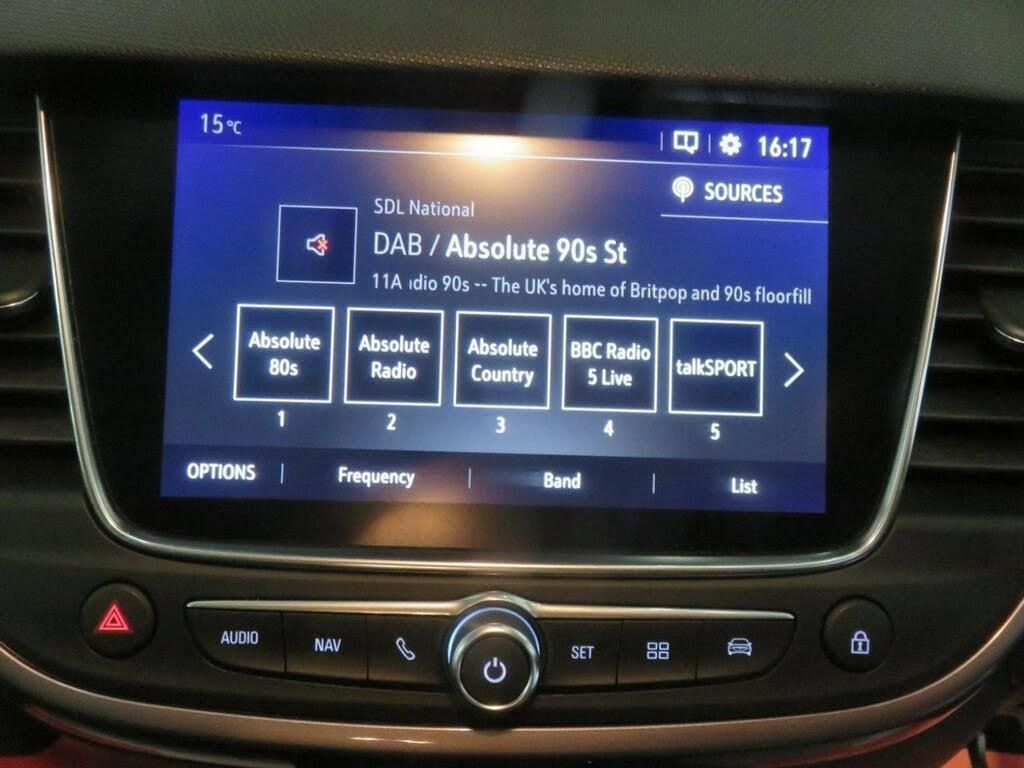 15°C
16:17
SOURCES
SDL National
DAB / Absolute 90s St
11A dio 90s -- The UK's home of Britpop and 90s floorfill
Absolute
80s
Absolute
Radio
Absolute
Country
BBC Radio
5 Live
talkSPORT
1
2
3
4
5
OPTIONS
Frequency
Band
List
AUDIO
NAV
SET